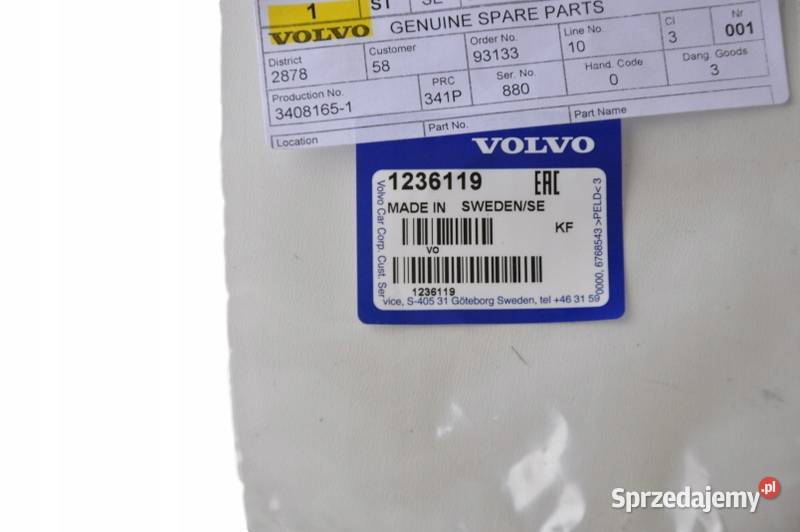 1 ST
VOLVO GENUINE SPARE PARTS
District Customer Order No. Line No. Cl Nr
2878 58 93133 10 3 001
Production No. PRC Ser. No. Hand. Code Dang. Goods
3408165-1 341P 880 0 3
Location Part No. Part Name
VOLVO
1236119 EAC
MADE IN SWEDEN/SE
KF
VO
1236119
Volvo Car Corp. Cust. Ser
vice, S-405 31 Göteborg Sweden, tel +46 31 59
0000, 6768543 >PELD< 3
Sprzedajemy.pl